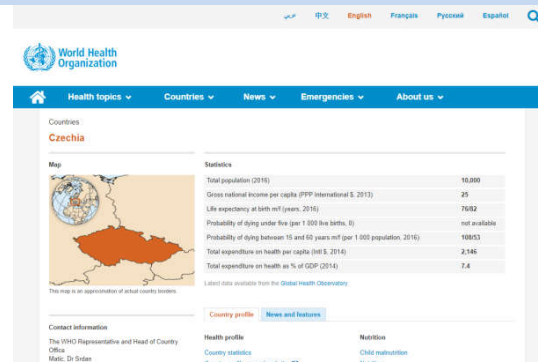 عربي 中文 English Français Русский Español
World Health
Organization
Health topics Countries News Emergencies About us
Countries
Czechia
Map
This map is an approximation of actual country borders.
Contact information
The WHO Representative and Head of Country
Office
Matic, Dr Srdan
Statistics
Total population (2016) 10,000
Gross national income per capita (PPP international $, 2013) 25
Life expectancy at birth m/f (years, 2016) 76/82
Probability of dying under five (per 1 000 live births, 0) not available
Probability of dying between 15 and 60 years m/f (per 1 000 population, 2016) 108/53
Total expenditure on health per capita (Intl $, 2014) 2,146
Total expenditure on health as % of GDP (2014) 7.4
Latest data available from the Global Health Observatory
Country profile News and features
Health profile
Country statistics
Nutrition
Child malnutrition